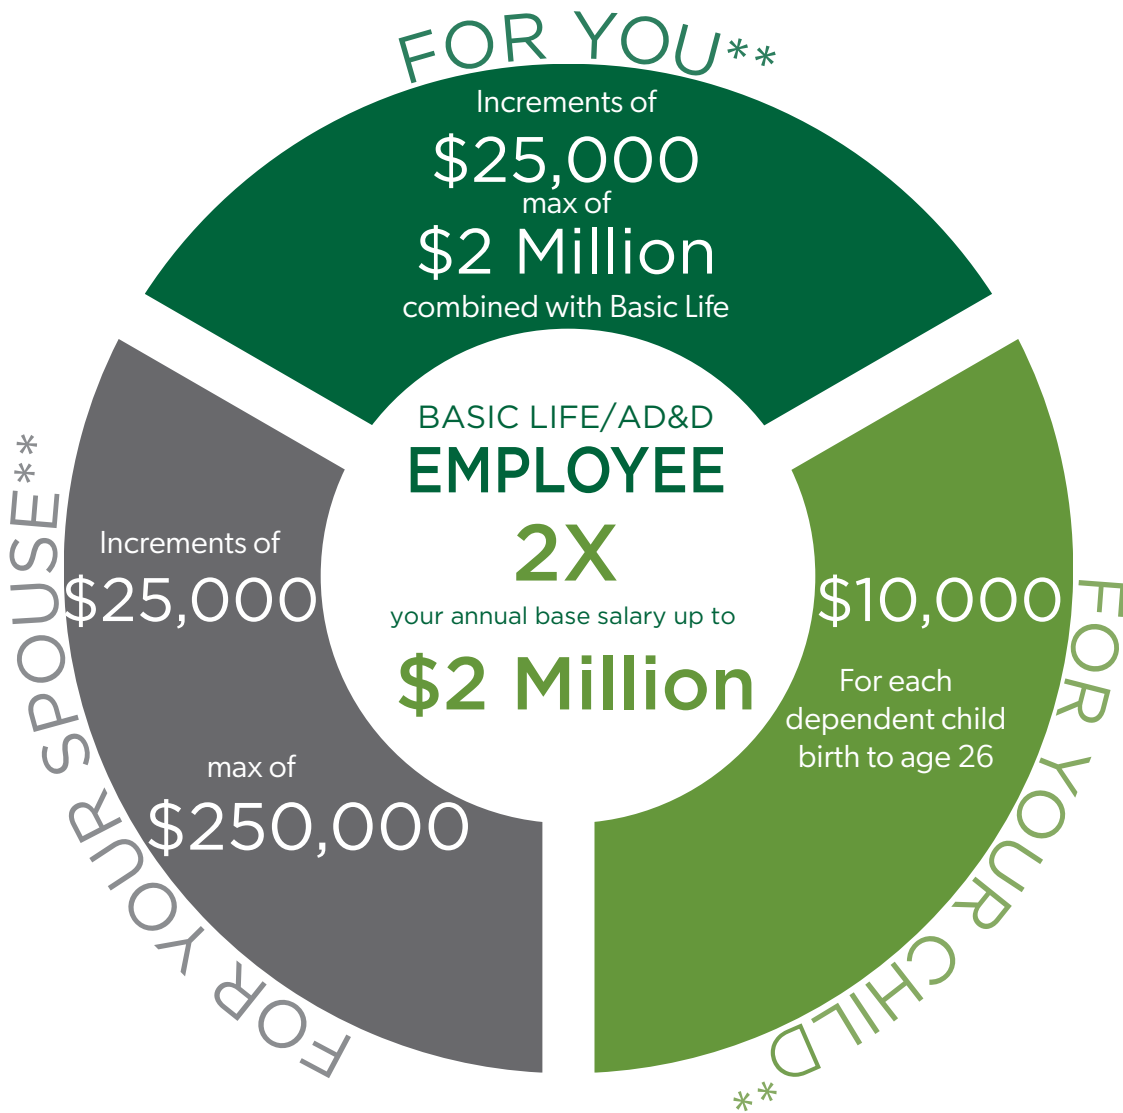 FOR YOU**
Increments of
$25,000
max of
$2 Million
combined with Basic Life
BASIC LIFE/AD&D
EMPLOYEE
2X
your annual base salary up to
$2 Million
FOR YOUR SPOUSE**
Increments of
$25,000
max of
$250,000
FOR YOUR CHILD**
$10,000
For each
dependent child
birth to age 26